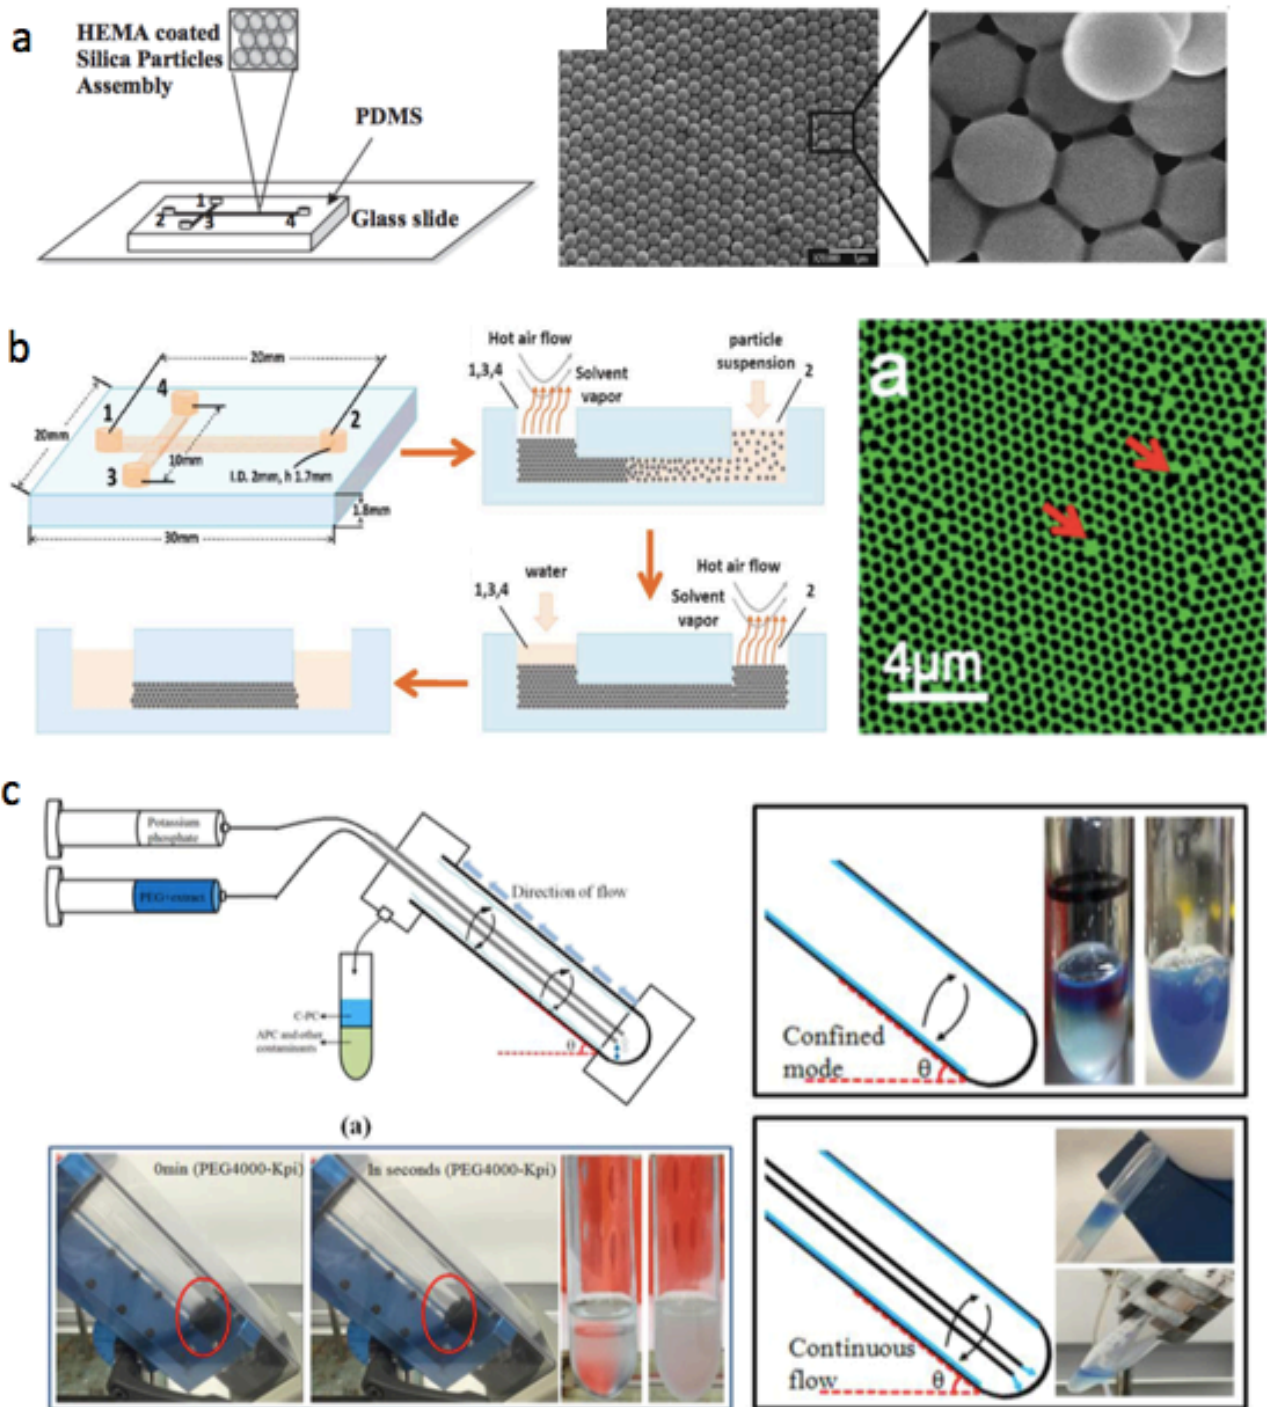 a
HEMA coated
Silica Particles
Assembly
PDMS
1
2
3
4
Glass slide
1µm
b
20mm
4
1
2
20mm
10mm
3
I.D. 2mm, h 1.7mm
1.8mm
30mm
Hot air flow
1,3,4
Solvent
vapor
particle
suspension
2
water
1,3,4
Hot air flow
Solvent
vapor
2
a
4µm
c
Potassium
phosphate
PEG+extract
Direction of flow
C-PC
APC and other
contaminants
θ
(a)
0min (PEG4000-Kpi)
In seconds (PEG4000-Kpi)
Confined
mode
θ
Continuous
flow
θ